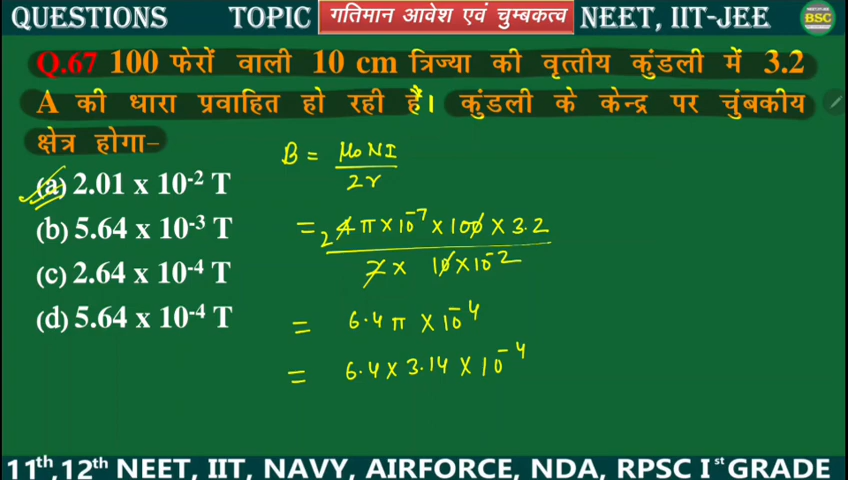 QUESTIONS TOPIC गतिमान आवेश एवं चुम्बकत्व NEET, IIT-JEE
BSC
Q.67 100 फेरों वाली 10 cm त्रिज्या की वृत्तीय कुंडली में 3.2
A की धारा प्रवाहित हो रही हैं। कुंडली के केन्द्र पर चुंबकीय
क्षेत्र होगा-
(a) 2.01 x 10⁻² T
(b) 5.64 x 10⁻³ T
(c) 2.64 x 10⁻⁴ T
(d) 5.64 x 10⁻⁴ T
B = μ₀NI
2r
= 2 4π×10⁻⁷ × 100 × 3.2
2 × 10×10⁻²
= 6.4π × 10⁻⁴
= 6.4 × 3.14 × 10⁻⁴
11th,12th NEET, IIT, NAVY, AIRFORCE, NDA, RPSC Ist GRADE